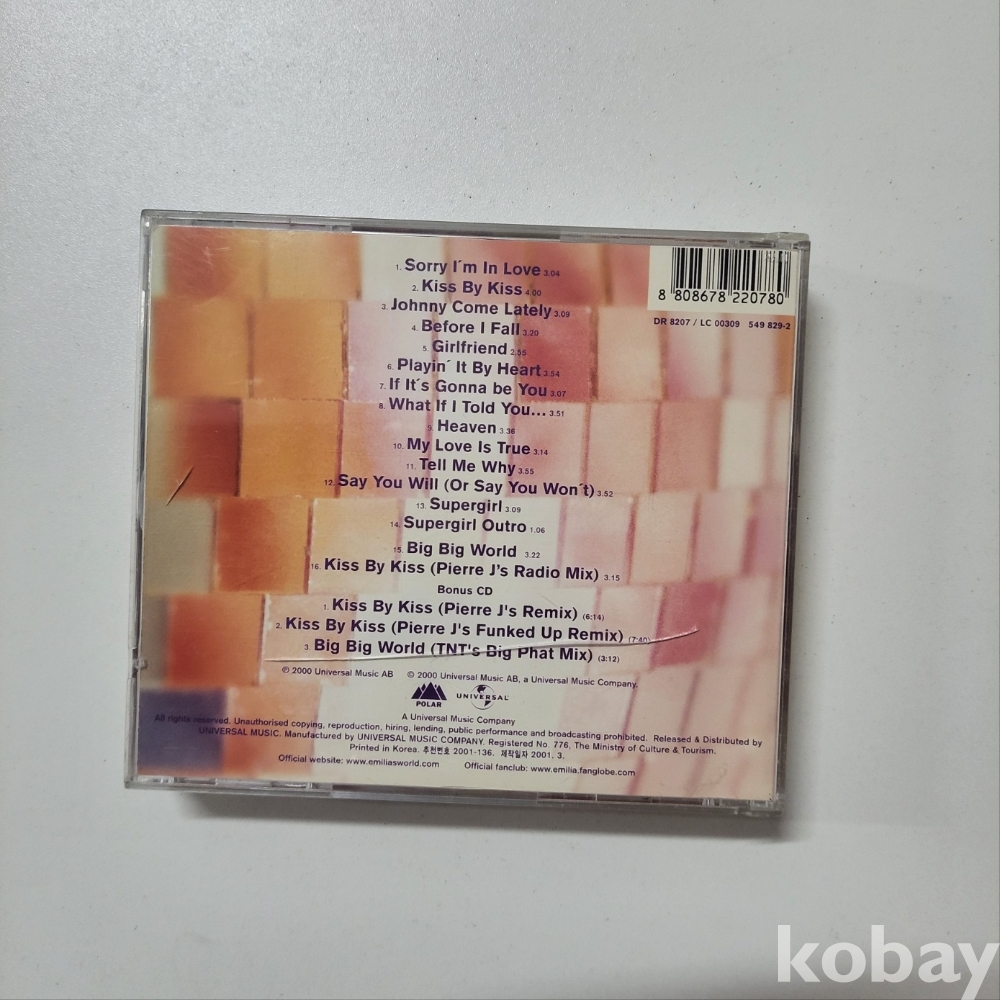 1. Sorry I´m In Love 3.04
2. Kiss By Kiss 4.00
3. Johnny Come Lately 3.09
4. Before I Fall 3.20
5. Girlfriend 2.55
6. Playin´ It By Heart 3.54
7. If It´s Gonna be You 3.07
8. What If I Told You... 3.51
9. Heaven 3.36
10. My Love Is True 3.14
11. Tell Me Why 3.55
12. Say You Will (Or Say You Won´t) 3.52
13. Supergirl 3.09
14. Supergirl Outro 1.06
15. Big Big World 3.22
16. Kiss By Kiss (Pierre J's Radio Mix) 3.15
Bonus CD
1. Kiss By Kiss (Pierre J's Remix) (6:14)
2. Kiss By Kiss (Pierre J's Funked Up Remix) (7:40)
3. Big Big World (TNT's Big Phat Mix) (3:12)
8 808678 220780
DR 8207 / LC 00309 549 829-2
℗ 2000 Universal Music AB © 2000 Universal Music AB, a Universal Music Company.
POLAR UNIVERSAL
A Universal Music Company
All rights reserved. Unauthorised copying, reproduction, hiring, lending, public performance and broadcasting prohibited. Released & Distributed by
UNIVERSAL MUSIC. Manufactured by UNIVERSAL MUSIC COMPANY. Registered No. 776, The Ministry of Culture & Tourism.
Printed in Korea. 추천번호 2001-136. 제작일자 2001. 3.
Official website: www.emiliasworld.com Official fanclub: www.emilia.fanglobe.com
kobay